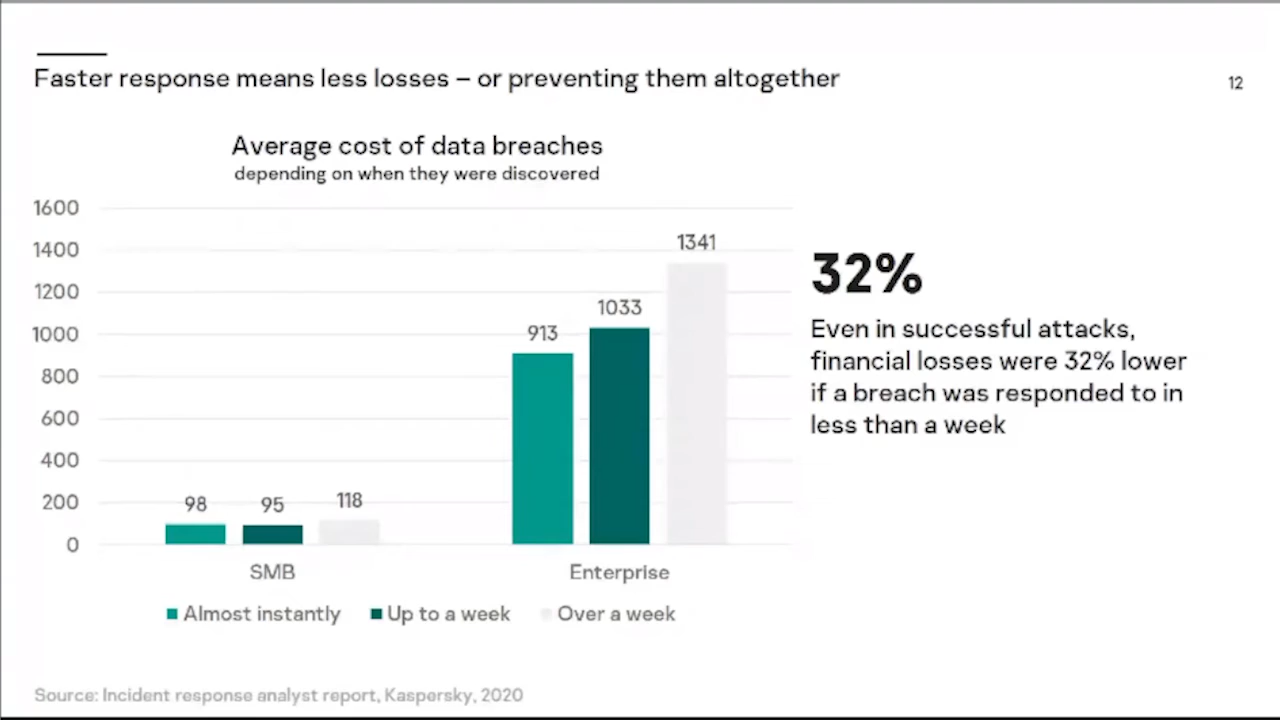 Faster response means less losses – or preventing them altogether
12
Average cost of data breaches
depending on when they were discovered
1600
1400
1200
1000
800
600
400
200
0
98
95
118
913
1033
1341
SMB
Enterprise
Almost instantly
Up to a week
Over a week
32%
Even in successful attacks,
financial losses were 32% lower
if a breach was responded to in
less than a week
Source: Incident response analyst report, Kaspersky, 2020